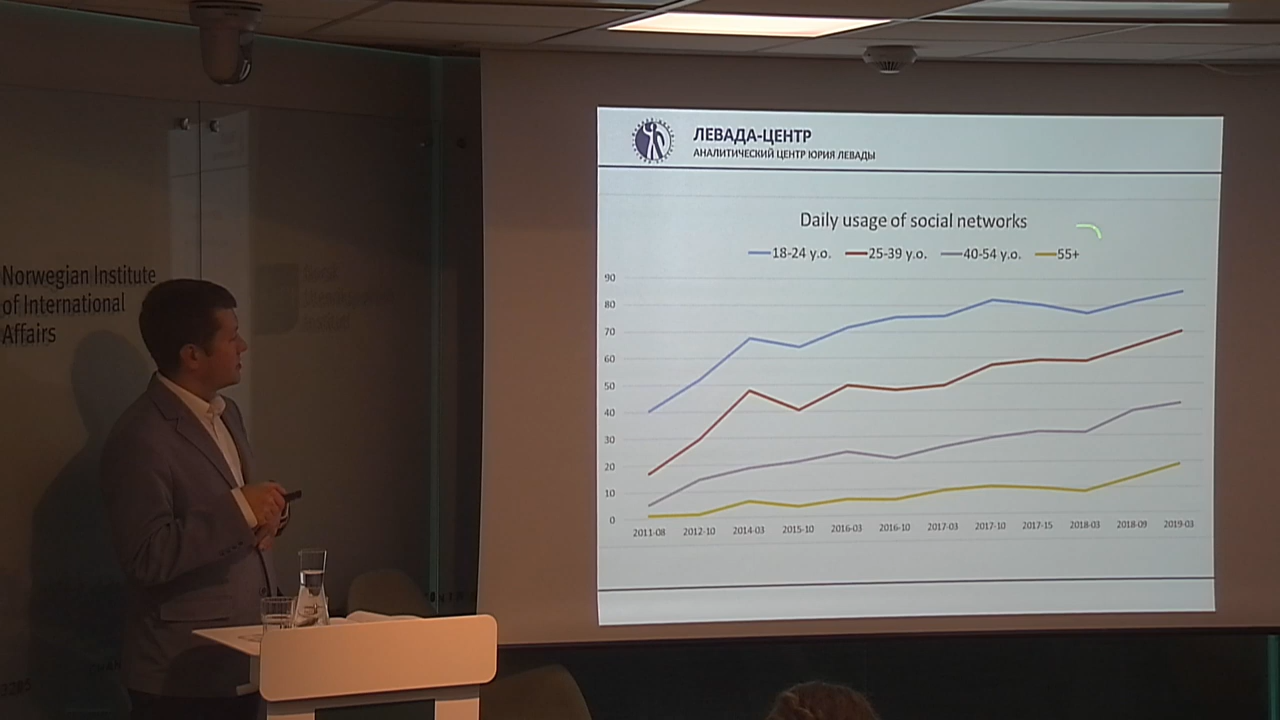 Norwegian Institute
of International
Affairs
ЛЕВАДА-ЦЕНТР
АНАЛИТИЧЕСКИЙ ЦЕНТР ЮРИЯ ЛЕВАДЫ
Daily usage of social networks
18-24 y.o. 25-39 y.o. 40-54 y.o. 55+
90
80
70
60
50
40
30
20
10
0
2011-08 2012-10 2014-03 2015-10 2016-03 2016-10 2017-03 2017-10 2017-15 2018-03 2018-09 2019-03